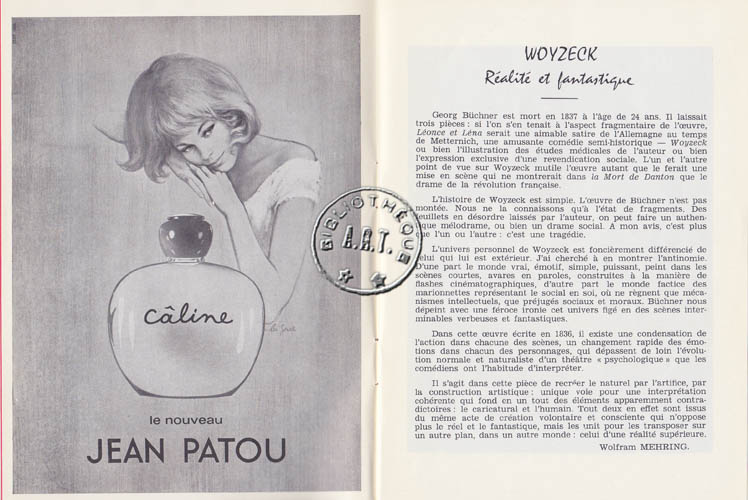 câline
le nouveau
JEAN PATOU
BIBLIOTHÈQUE
A.R.T.
WOYZECK
Réalité et fantastique
Georg Büchner est mort en 1837 à l'âge de 24 ans. Il laissait
trois pièces : si l'on s'en tenait à l'aspect fragmentaire de l'œuvre,
Léonce et Léna serait une aimable satire de l'Allemagne au temps
de Metternich, une amusante comédie semi-historique — Woyzeck
ou bien l'illustration des études médicales de l'auteur ou bien
l'expression exclusive d'une revendication sociale. L'un et l'autre
point de vue sur Woyzeck mutile l'œuvre autant que le ferait une
mise en scène qui ne montrerait dans la Mort de Danton que le
drame de la révolution française.
L'histoire de Woyzeck est simple. L'œuvre de Büchner n'est pas
montée. Nous ne la connaissons qu'à l'état de fragments. Des
feuillets en désordre laissés par l'auteur, on peut faire un authen-
tique mélodrame, ou bien un drame social. A mon avis, c'est plus
que l'un ou l'autre : c'est une tragédie.
L'univers personnel de Woyzeck est foncièrement différencié de
celui qui lui est extérieur. J'ai cherché à en montrer l'antinomie.
D'une part le monde vrai, émotif, simple, puissant, peint dans les
scènes courtes, avares en paroles, construites à la manière de
flashes cinématographiques, d'autre part le monde factice des
marionnettes représentant le social en soi, où ne règnent que méca-
nismes intellectuels, que préjugés sociaux et moraux. Büchner nous
dépeint avec une féroce ironie cet univers figé en des scènes inter-
minables verbeuses et fantastiques.
Dans cette œuvre écrite en 1836, il existe une condensation de
l'action dans chacune des scènes, un changement rapide des émo-
tions dans chacun des personnages, qui dépassent de loin l'évolu-
tion normale et naturaliste d'un théâtre « psychologique » que les
comédiens ont l'habitude d'interpréter.
Il s'agit dans cette pièce de recréer le naturel par l'artifice, par
la construction artistique : unique voie pour une interprétation
cohérente qui fond en un tout des éléments apparemment contra-
dictoires : le caricatural et l'humain. Tout deux en effet sont issus
du même acte de création volontaire et consciente qui n'oppose
plus le réel et le fantastique, mais les unit pour les transposer sur
un autre plan, dans un autre monde : celui d'une réalité supérieure.
Wolfram MEHRING.